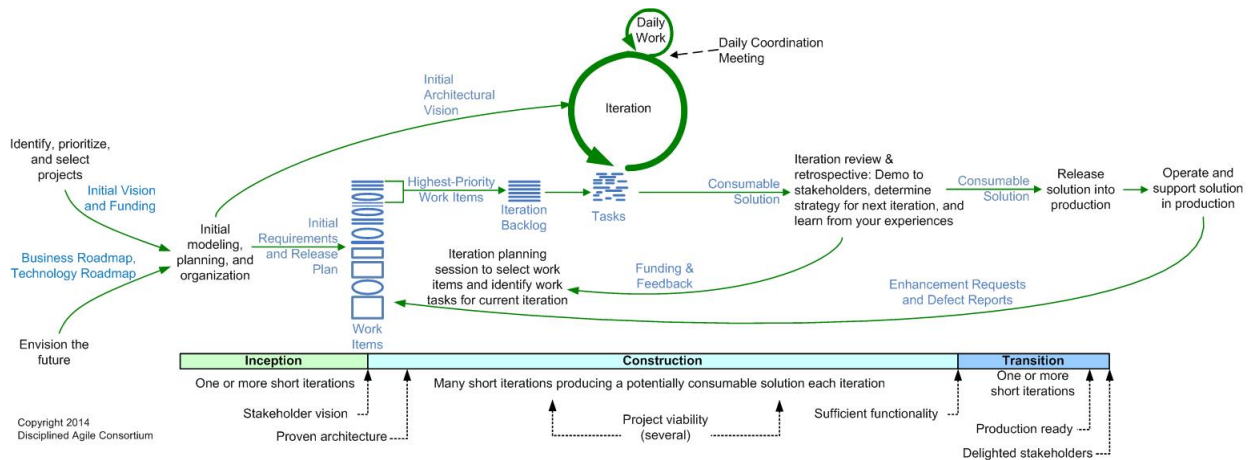 Daily
Work
Daily Coordination
Meeting
Initial
Architectural
Vision
Iteration
Identify, prioritize,
and select
projects
Initial Vision
and Funding
Business Roadmap,
Technology Roadmap
Envision the
future
Initial
modeling,
planning, and
organization
Initial
Requirements
and Release
Plan
Highest-Priority
Work Items
Iteration
Backlog
Tasks
Work
Items
Consumable
Solution
Iteration review &
retrospective: Demo to
stakeholders, determine
strategy for next iteration, and
learn from your experiences
Consumable
Solution
Release
solution into
production
Operate and
support solution
in production
Iteration planning
session to select work
items and identify work
tasks for current iteration
Funding &
Feedback
Enhancement Requests
and Defect Reports
Inception
Construction
Transition
One or more short iterations
Many short iterations producing a potentially consumable solution each iteration
One or more
short iterations
Stakeholder vision
Proven architecture
Project viability
(several)
Sufficient functionality
Production ready
Delighted stakeholders
Copyright 2014
Disciplined Agile Consortium